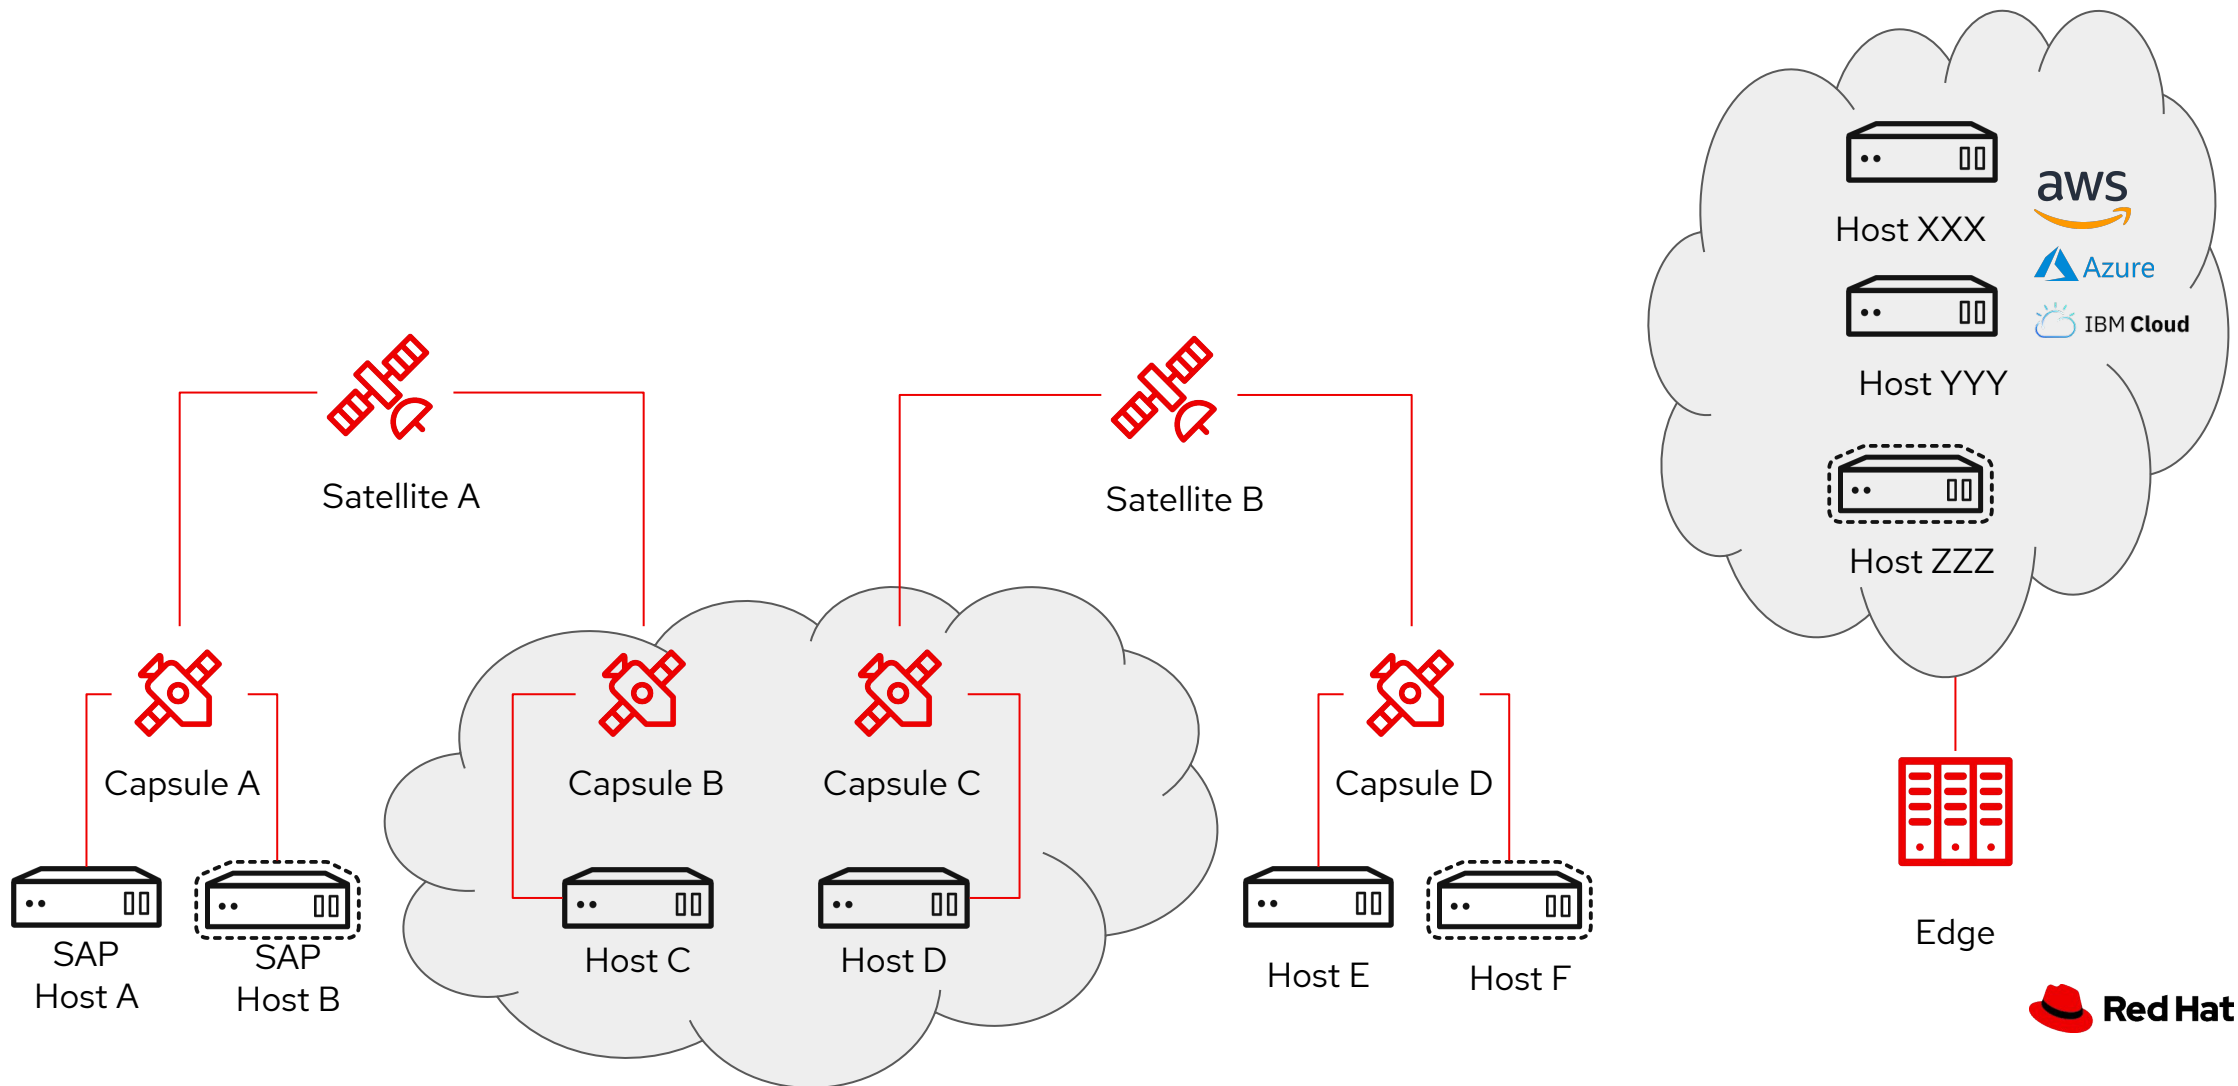 Host XXX
aws
Azure
Host YYY
IBM Cloud
Satellite A
Satellite B
Host ZZZ
Capsule A
Capsule B
Capsule C
Capsule D
SAP
Host A
SAP
Host B
Host C
Host D
Host E
Host F
Edge
Red Hat